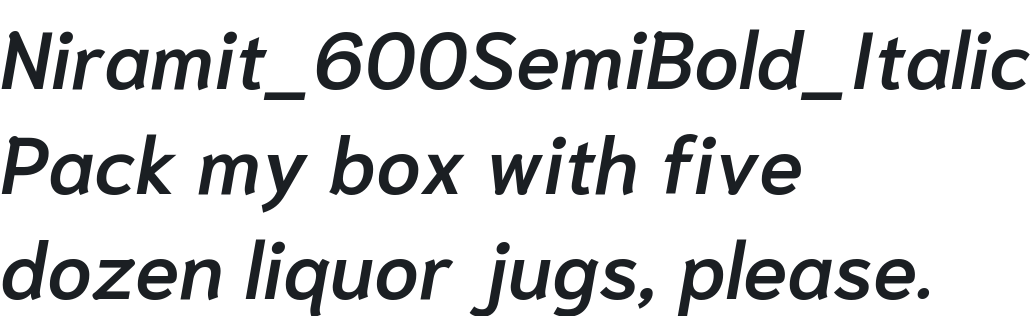 Niramit_600SemiBold_Italic
Pack my box with five
dozen liquor jugs, please.